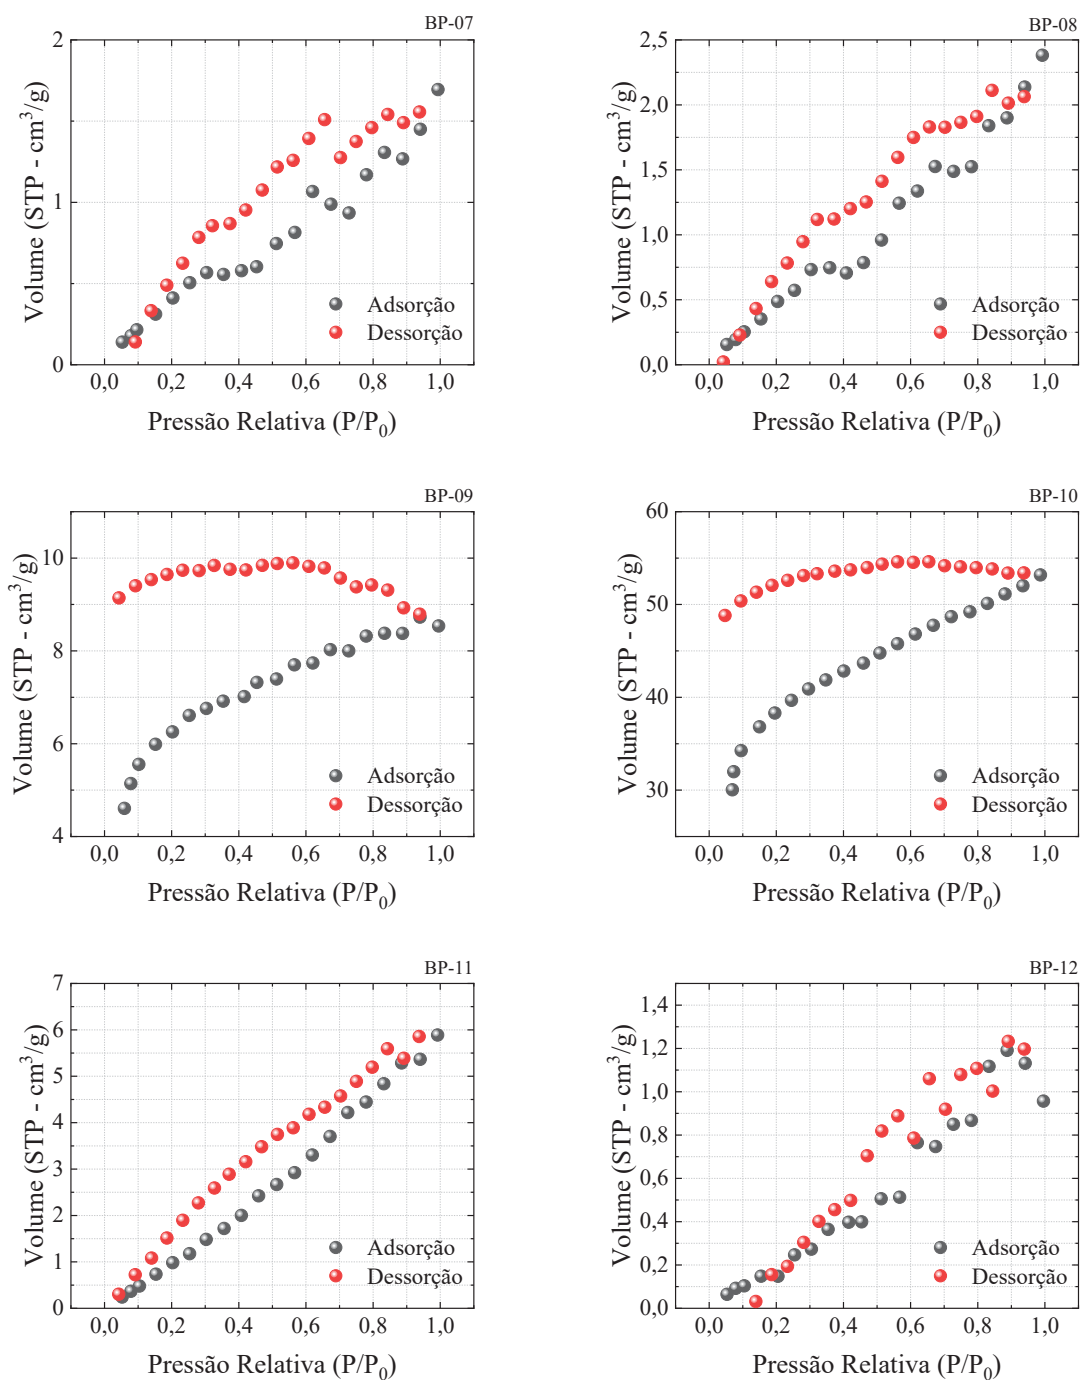 BP-07
Volume (STP - cm³/g)
2
1
0
0,0 0,2 0,4 0,6 0,8 1,0
Pressão Relativa (P/P₀)
Adsorção
Dessorção
BP-08
Volume (STP - cm³/g)
2,5
2,0
1,5
1,0
0,5
0,0
0,0 0,2 0,4 0,6 0,8 1,0
Pressão Relativa (P/P₀)
Adsorção
Dessorção
BP-09
Volume (STP - cm³/g)
10
8
6
4
0,0 0,2 0,4 0,6 0,8 1,0
Pressão Relativa (P/P₀)
Adsorção
Dessorção
BP-10
Volume (STP - cm³/g)
60
50
40
30
0,0 0,2 0,4 0,6 0,8 1,0
Pressão Relativa (P/P₀)
Adsorção
Dessorção
BP-11
Volume (STP - cm³/g)
7
6
5
4
3
2
1
0
0,0 0,2 0,4 0,6 0,8 1,0
Pressão Relativa (P/P₀)
Adsorção
Dessorção
BP-12
Volume (STP - cm³/g)
1,4
1,2
1,0
0,8
0,6
0,4
0,2
0,0
0,0 0,2 0,4 0,6 0,8 1,0
Pressão Relativa (P/P₀)
Adsorção
Dessorção